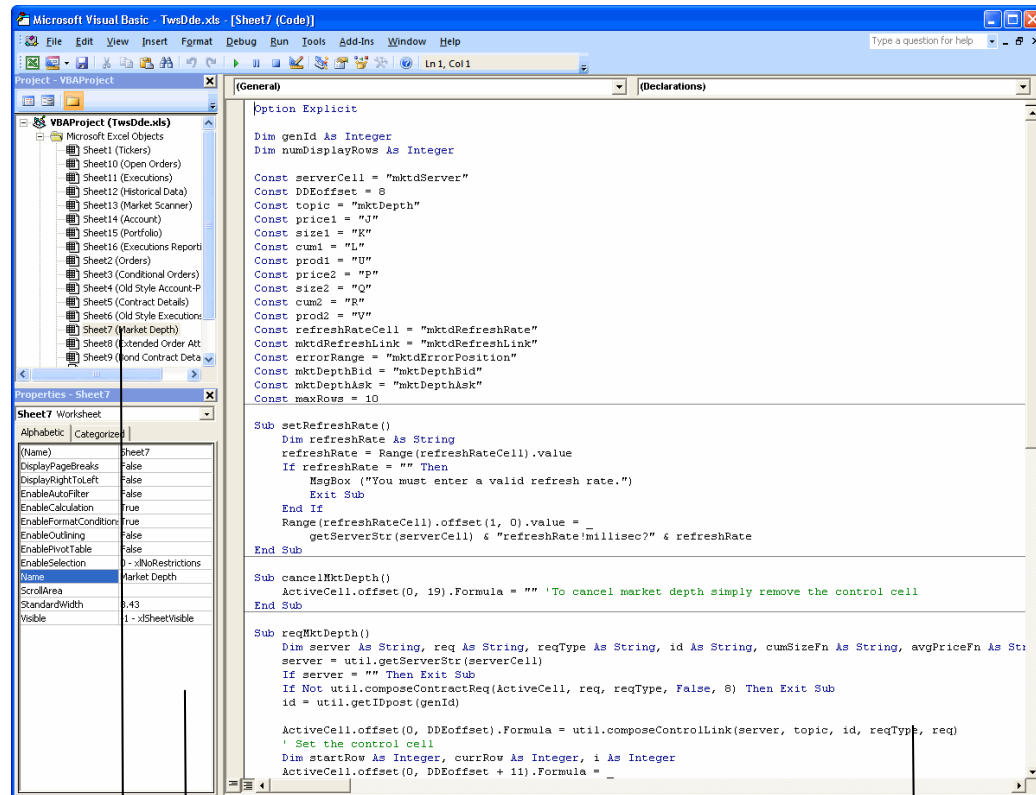 Microsoft Visual Basic - TwsDde.xls - [Sheet7 (Code)]
File Edit View Insert Format Debug Run Tools Add-Ins Window Help
Type a question for help
Ln 1, Col 1
Project - VBAProject
VBAProject (TwsDde.xls)
Microsoft Excel Objects
Sheet1 (Tickers)
Sheet10 (Open Orders)
Sheet11 (Executions)
Sheet12 (Historical Data)
Sheet13 (Market Scanner)
Sheet14 (Account)
Sheet15 (Portfolio)
Sheet16 (Executions Reporti
Sheet2 (Orders)
Sheet3 (Conditional Orders)
Sheet4 (Old Style Account-P
Sheet5 (Contract Details)
Sheet6 (Old Style Executions
Sheet7 (Market Depth)
Sheet8 (Extended Order Att
Sheet9 (Bond Contract Deta
Properties - Sheet7
Sheet7 Worksheet
Alphabetic Categorized
(Name) Sheet7
DisplayPageBreaks False
DisplayRightToLeft False
EnableAutoFilter False
EnableCalculation True
EnableFormatConditions True
EnableOutlining False
EnablePivotTable False
EnableSelection 0 - xlNoRestrictions
Name Market Depth
ScrollArea
StandardWidth 8.43
Visible -1 - xlSheetVisible
(General) (Declarations)
Option Explicit
Dim genId As Integer
Dim numDisplayRows As Integer
Const serverCell = "mktdServer"
Const DDEoffset = 8
Const topic = "mktDepth"
Const price1 = "J"
Const size1 = "K"
Const cum1 = "L"
Const prod1 = "U"
Const price2 = "P"
Const size2 = "Q"
Const cum2 = "R"
Const prod2 = "V"
Const refreshRateCell = "mktdRefreshRate"
Const mktdRefreshLink = "mktdRefreshLink"
Const errorRange = "mktdErrorPosition"
Const mktDepthBid = "mktDepthBid"
Const mktDepthAsk = "mktDepthAsk"
Const maxRows = 10
Sub setRefreshRate()
Dim refreshRate As String
refreshRate = Range(refreshRateCell).value
If refreshRate = "" Then
MsgBox ("You must enter a valid refresh rate.")
Exit Sub
End If
Range(refreshRateCell).offset(1, 0).value = _
getServerStr(serverCell) & "refreshRate!millisec?" & refreshRate
End Sub
Sub cancelMktDepth()
ActiveCell.offset(0, 19).Formula = "" 'To cancel market depth simply remove the control cell
End Sub
Sub reqMktDepth()
Dim server As String, req As String, reqType As String, id As String, cumSizeFn As String, avgPriceFn As Str
server = util.getServerStr(serverCell)
If server = "" Then Exit Sub
If Not util.composeContractReq(ActiveCell, req, reqType, False, 8) Then Exit Sub
id = util.getIDpost(genId)
ActiveCell.offset(0, DDEoffset).Formula = util.composeControlLink(server, topic, id, reqType, req)
' Set the control cell
Dim startRow As Integer, currRow As Integer, i As Integer
ActiveCell.offset(0, DDEoffset + 11).Formula = _